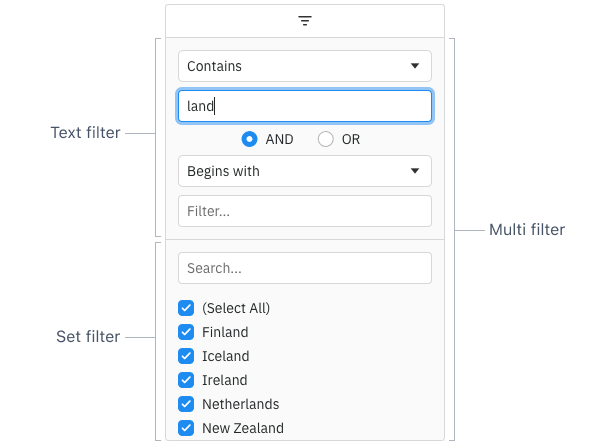 Contains
land
Text filter
AND OR
Begins with
Filter...
Multi filter
Search...
(Select All)
Finland
Set filter
Iceland
Ireland
Netherlands
New Zealand